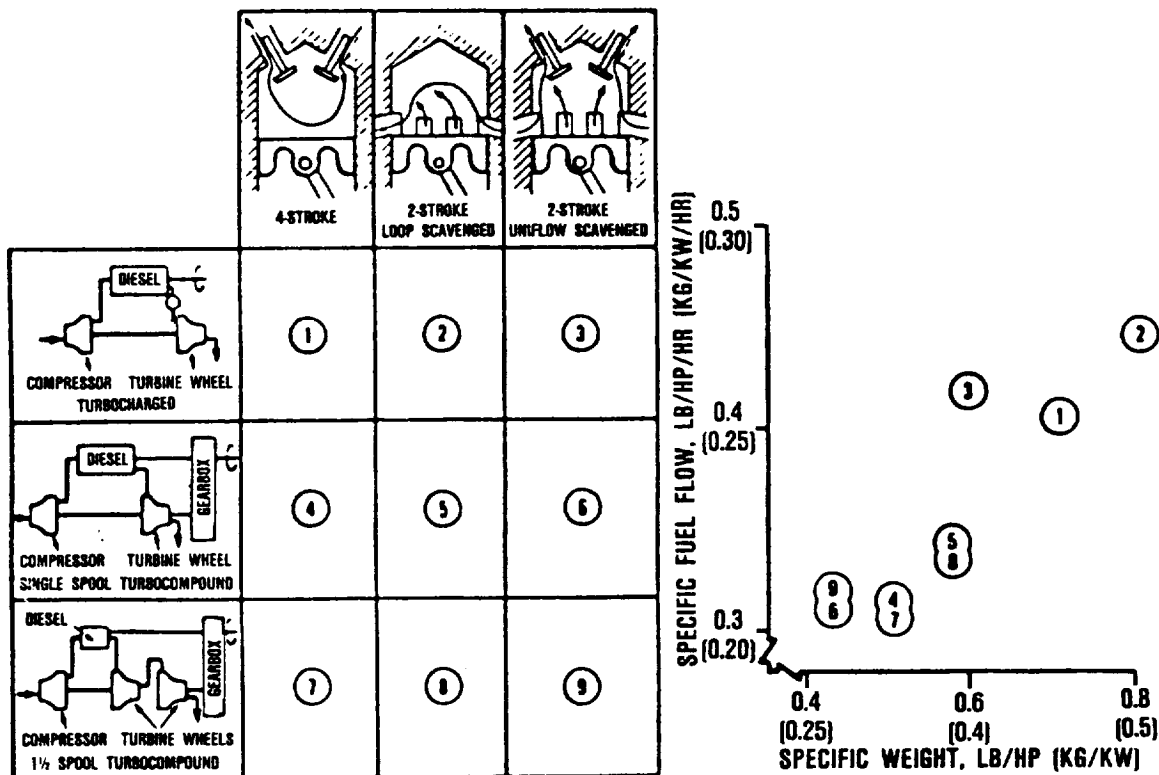 4-STROKE
2-STROKE
LOOP SCAVENGED
2-STROKE
UNIFLOW SCAVENGED
DIESEL
COMPRESSOR TURBINE WHEEL
TURBOCHARGED
1
2
3
DIESEL
GEARBOX
COMPRESSOR TURBINE WHEEL
SINGLE SPOOL TURBOCOMPOUND
4
5
6
DIESEL
GEARBOX
COMPRESSOR TURBINE WHEELS
1½ SPOOL TURBOCOMPOUND
7
8
9
SPECIFIC FUEL FLOW, LB/HP/HR (KG/KW/HR)
0.5
(0.30)
0.4
(0.25)
0.3
(0.20)
2
3
1
5
8
9
6
4
7
0.4
(0.25)
0.6
(0.4)
0.8
(0.5)
SPECIFIC WEIGHT, LB/HP (KG/KW)